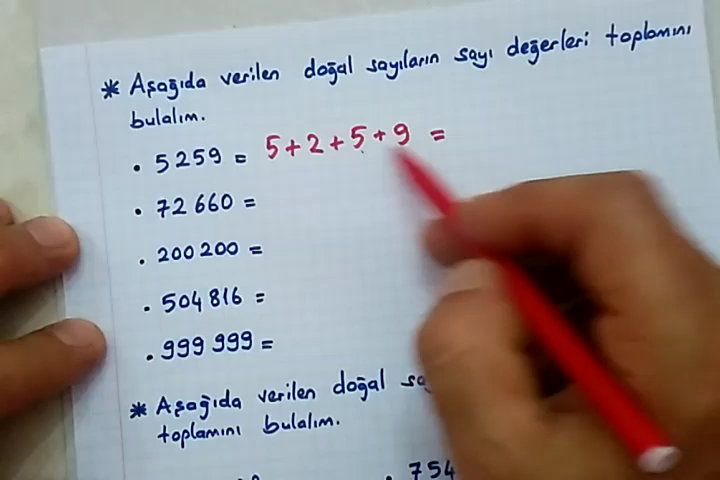 * Aşağıda verilen doğal sayıların sayı değerleri toplamını
bulalım.
. 5259 = 5+2+5+9 =
. 72 660 =
. 200 200 =
. 504 816 =
. 999 999 =
* Aşağıda verilen doğal
toplamını bulalım.
. 754